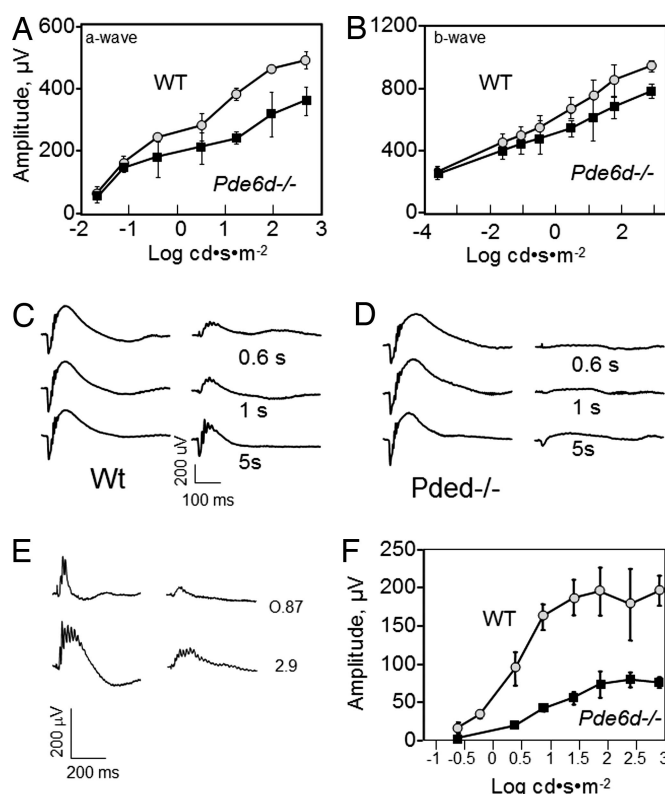 A
600
400
200
0
Amplitude, µV
a-wave
WT
Pde6d-/-
-2
-1
0
1
2
3
Log cd•s•m-2
B
1200
800
400
0
b-wave
WT
Pde6d-/-
-4
-2
0
2
Log cd•s•m-2
C
0.6 s
1 s
5s
Wt
200 uV
100 ms
D
0.6 s
1 s
5s
Pded-/-
E
0.87
2.9
200 µV
200 ms
F
250
200
150
100
50
0
Amplitude, µV
WT
Pde6d-/-
-1 -0.5 0 0.5 1 1.5 2 2.5 3
Log cd•s•m-2